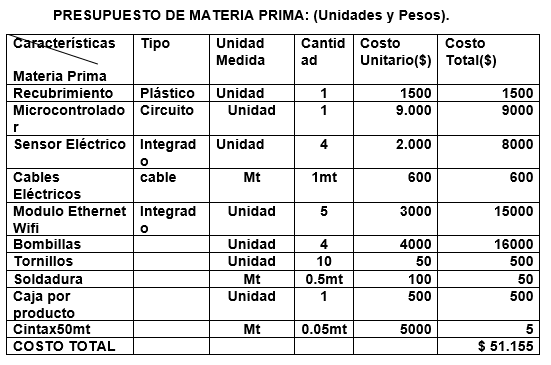 PRESUPUESTO DE MATERIA PRIMA: (Unidades y Pesos).
Características Materia Prima Tipo Unidad Medida Cantid ad Costo Unitario($) Costo Total($)
Recubrimiento Plástico Unidad 1 1500 1500
Microcontrolado r Circuito Unidad 1 9.000 9000
Sensor Eléctrico Integrad o Unidad 4 2.000 8000
Cables Eléctricos cable Mt 1mt 600 600
Modulo Ethernet Wifi Integrad o Unidad 5 3000 15000
Bombillas Unidad 4 4000 16000
Tornillos Unidad 10 50 500
Soldadura Mt 0.5mt 100 50
Caja por producto Unidad 1 500 500
Cintax50mt Mt 0.05mt 5000 5
COSTO TOTAL $ 51.155